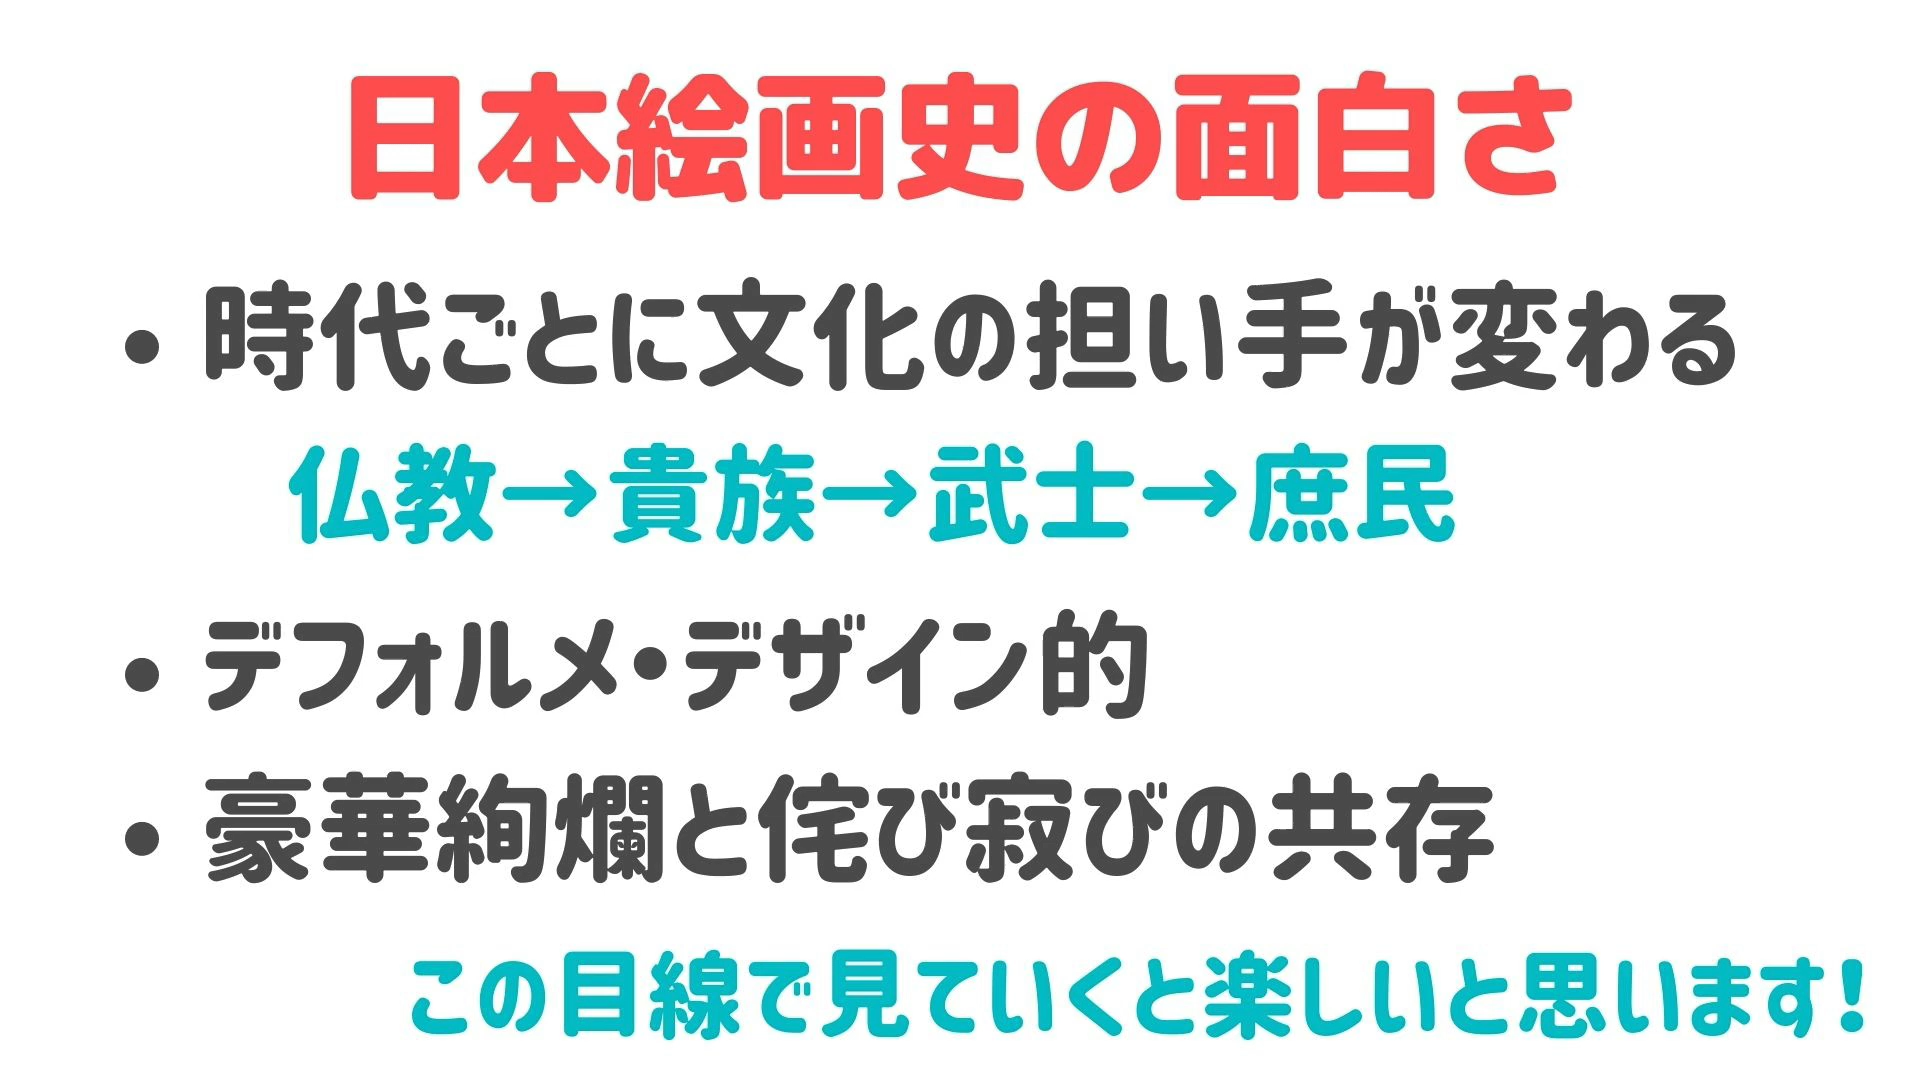 日本絵画史の面白さ
• 時代ごとに文化の担い手が変わる
仏教→貴族→武士→庶民
• デフォルメ・デザイン的
• 豪華絢爛と侘び寂びの共存
この目線で見ていくと楽しいと思います!